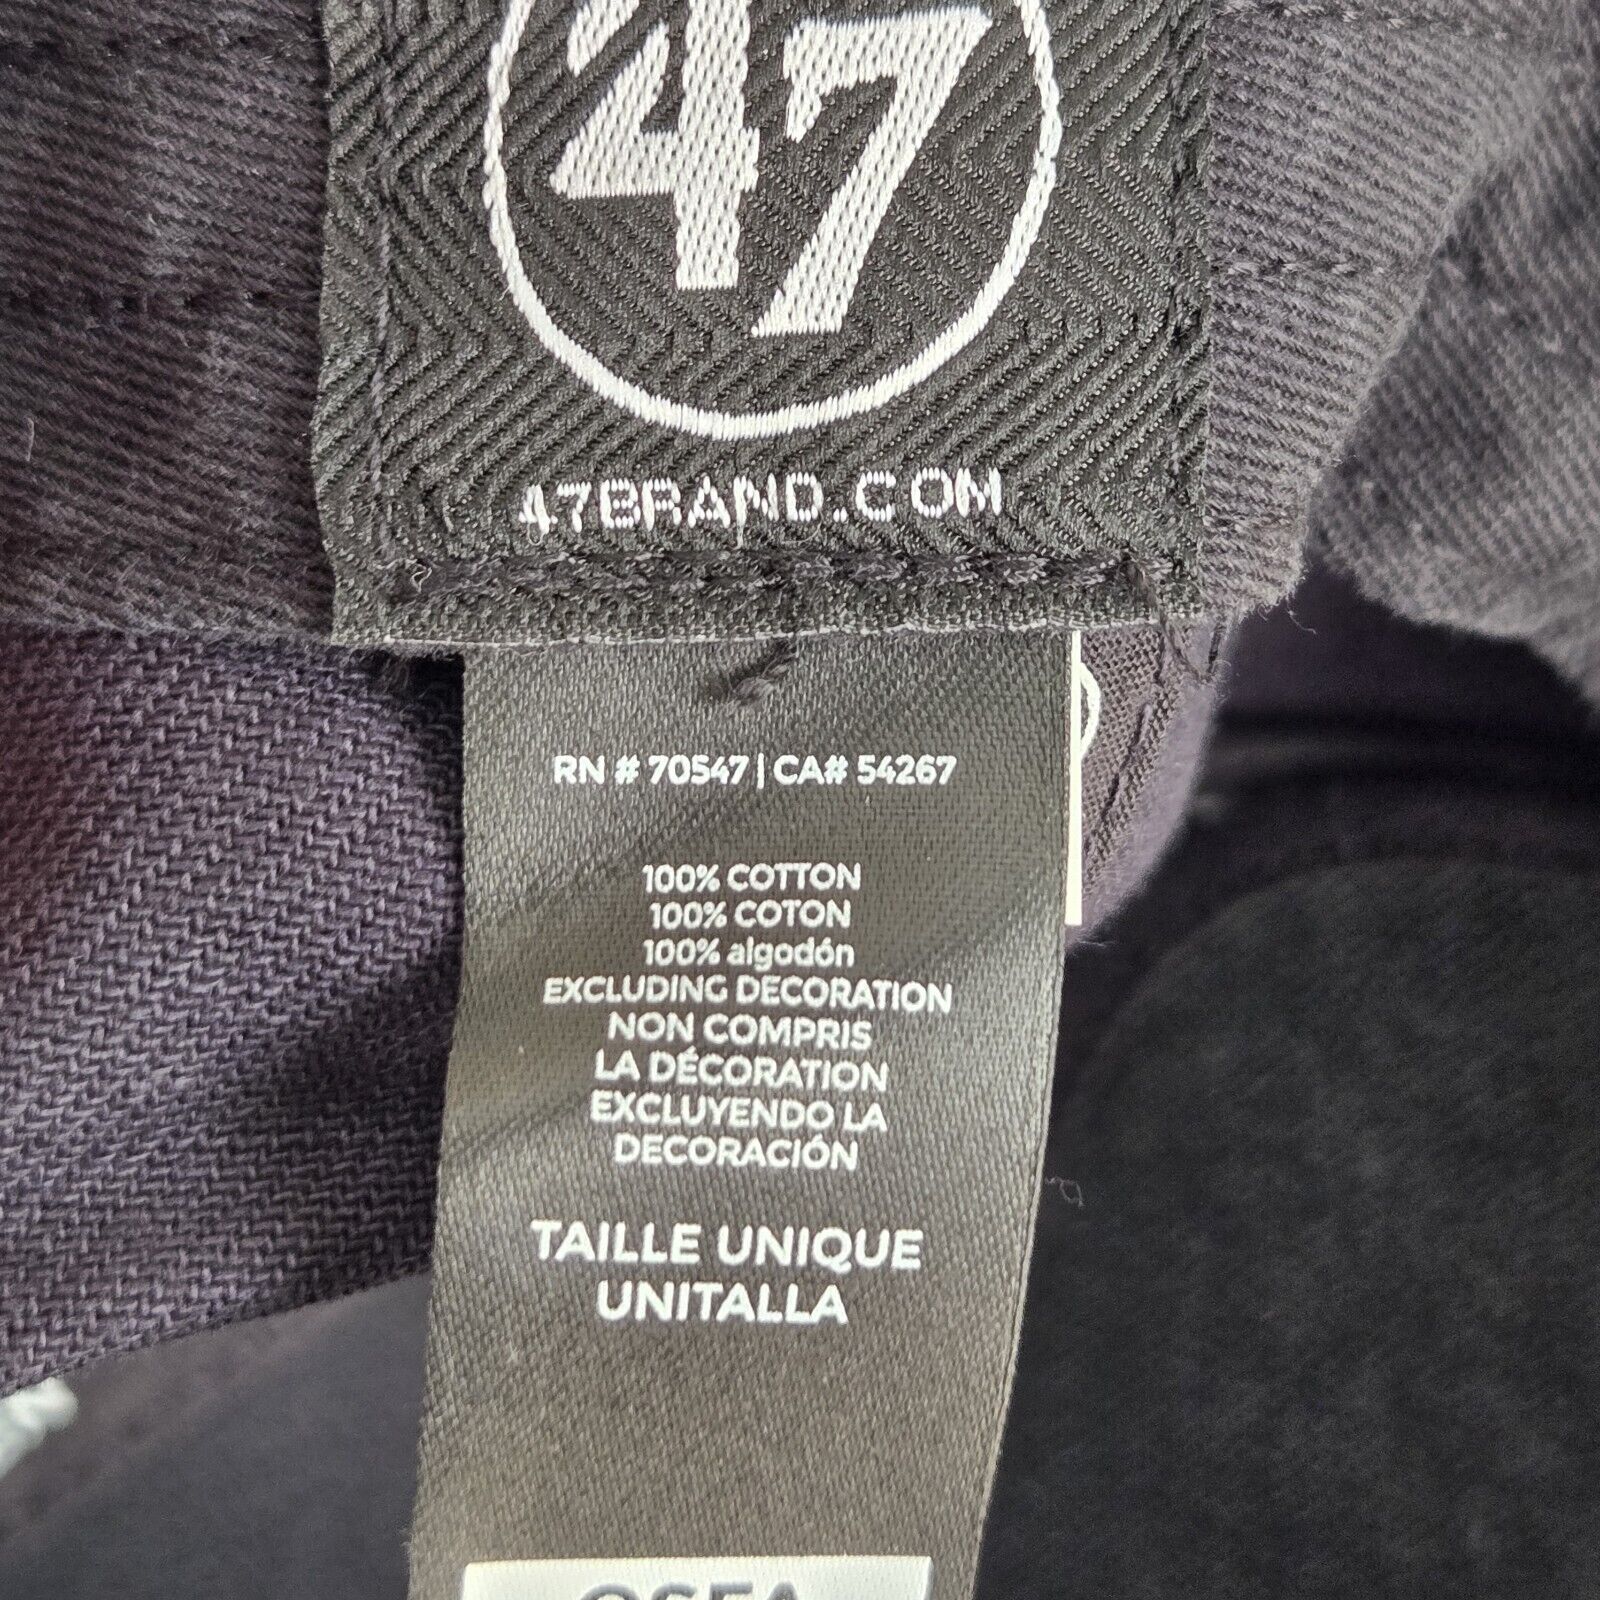 47
47BRAND.COM
RN # 70547 | CA# 54267
100% COTTON
100% COTON
100% algodón
EXCLUDING DECORATION
NON COMPRIS
LA DÉCORATION
EXCLUYENDO LA
DECORACIÓN
TAILLE UNIQUE
UNITALLA
OSFA